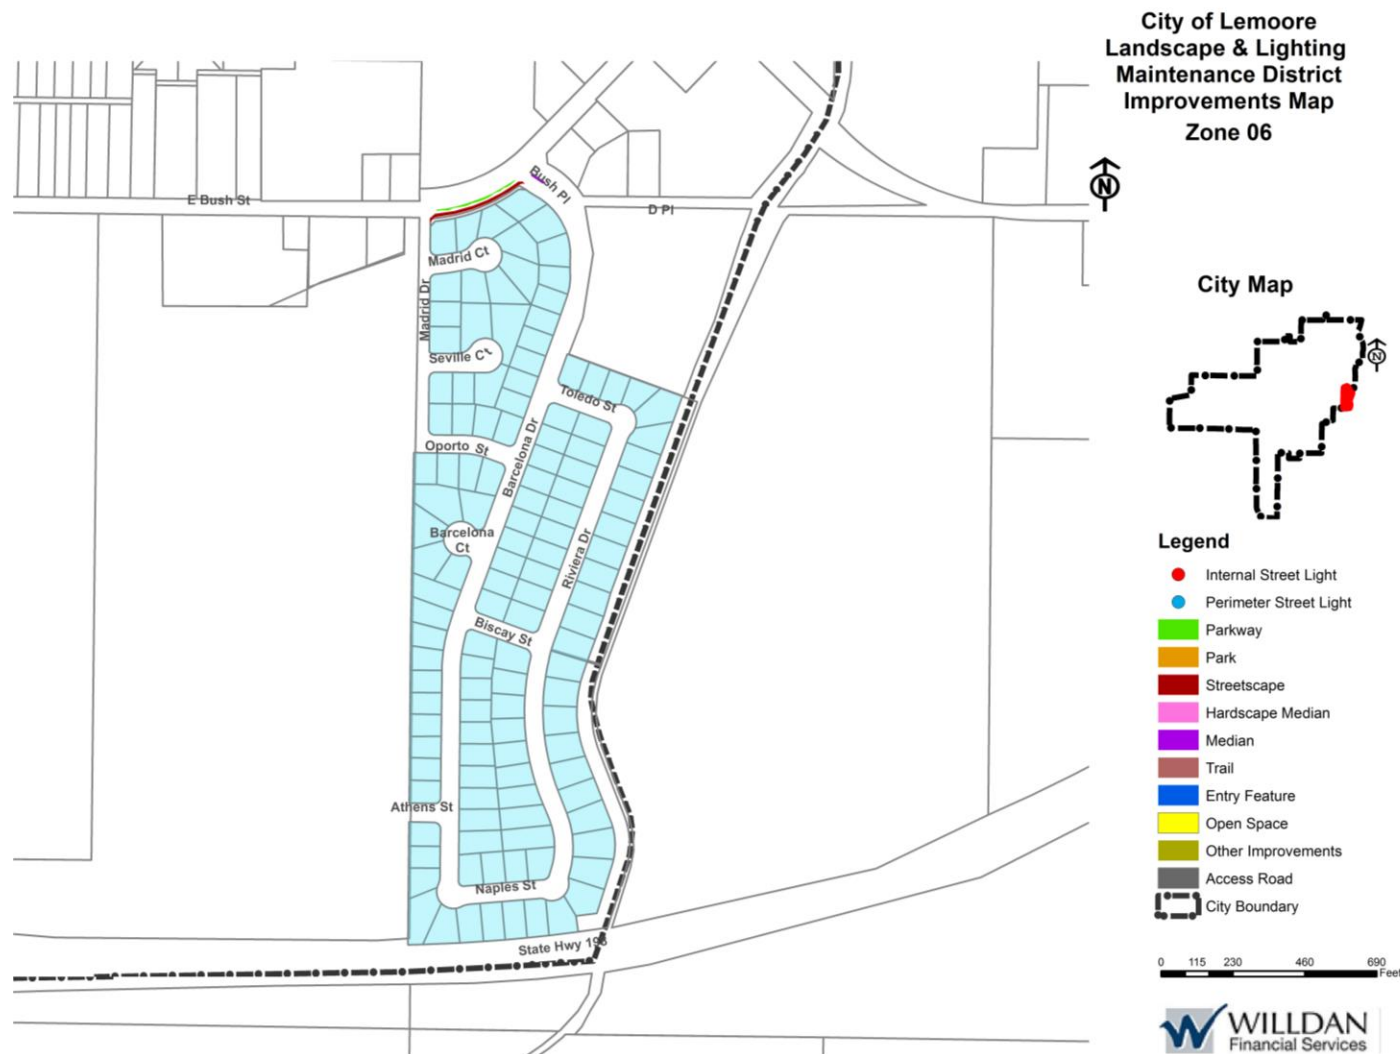 City of Lemoore
Landscape & Lighting
Maintenance District
Improvements Map
Zone 06
N
E Bush St
Bush Pl
D Pl
Madrid Ct
Madrid Dr
Seville Ct
Toledo St
Oporto St
Barcelona Dr
Barcelona
Ct
Riviera Dr
Biscay St
Athens St
Naples St
State Hwy 198
City Map
N
Legend
Internal Street Light
Perimeter Street Light
Parkway
Park
Streetscape
Hardscape Median
Median
Trail
Entry Feature
Open Space
Other Improvements
Access Road
City Boundary
0 115 230 460 690
Feet
WILLDAN
Financial Services